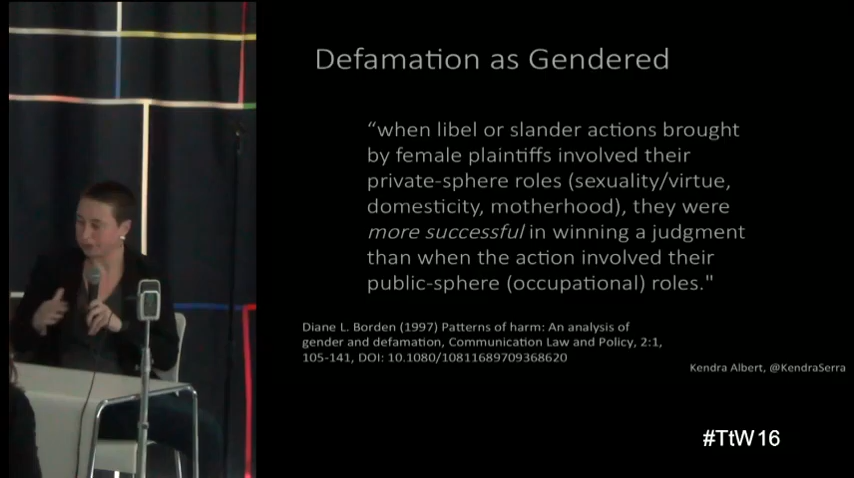 Defamation as Gendered
“when libel or slander actions brought
by female plaintiffs involved their
private-sphere roles (sexuality/virtue,
domesticity, motherhood), they were
more successful in winning a judgment
than when the action involved their
public-sphere (occupational) roles."
Diane L. Borden (1997) Patterns of harm: An analysis of
gender and defamation, Communication Law and Policy, 2:1,
105-141, DOI: 10.1080/10811689709368620
Kendra Albert, @KendraSerra
#TtW16